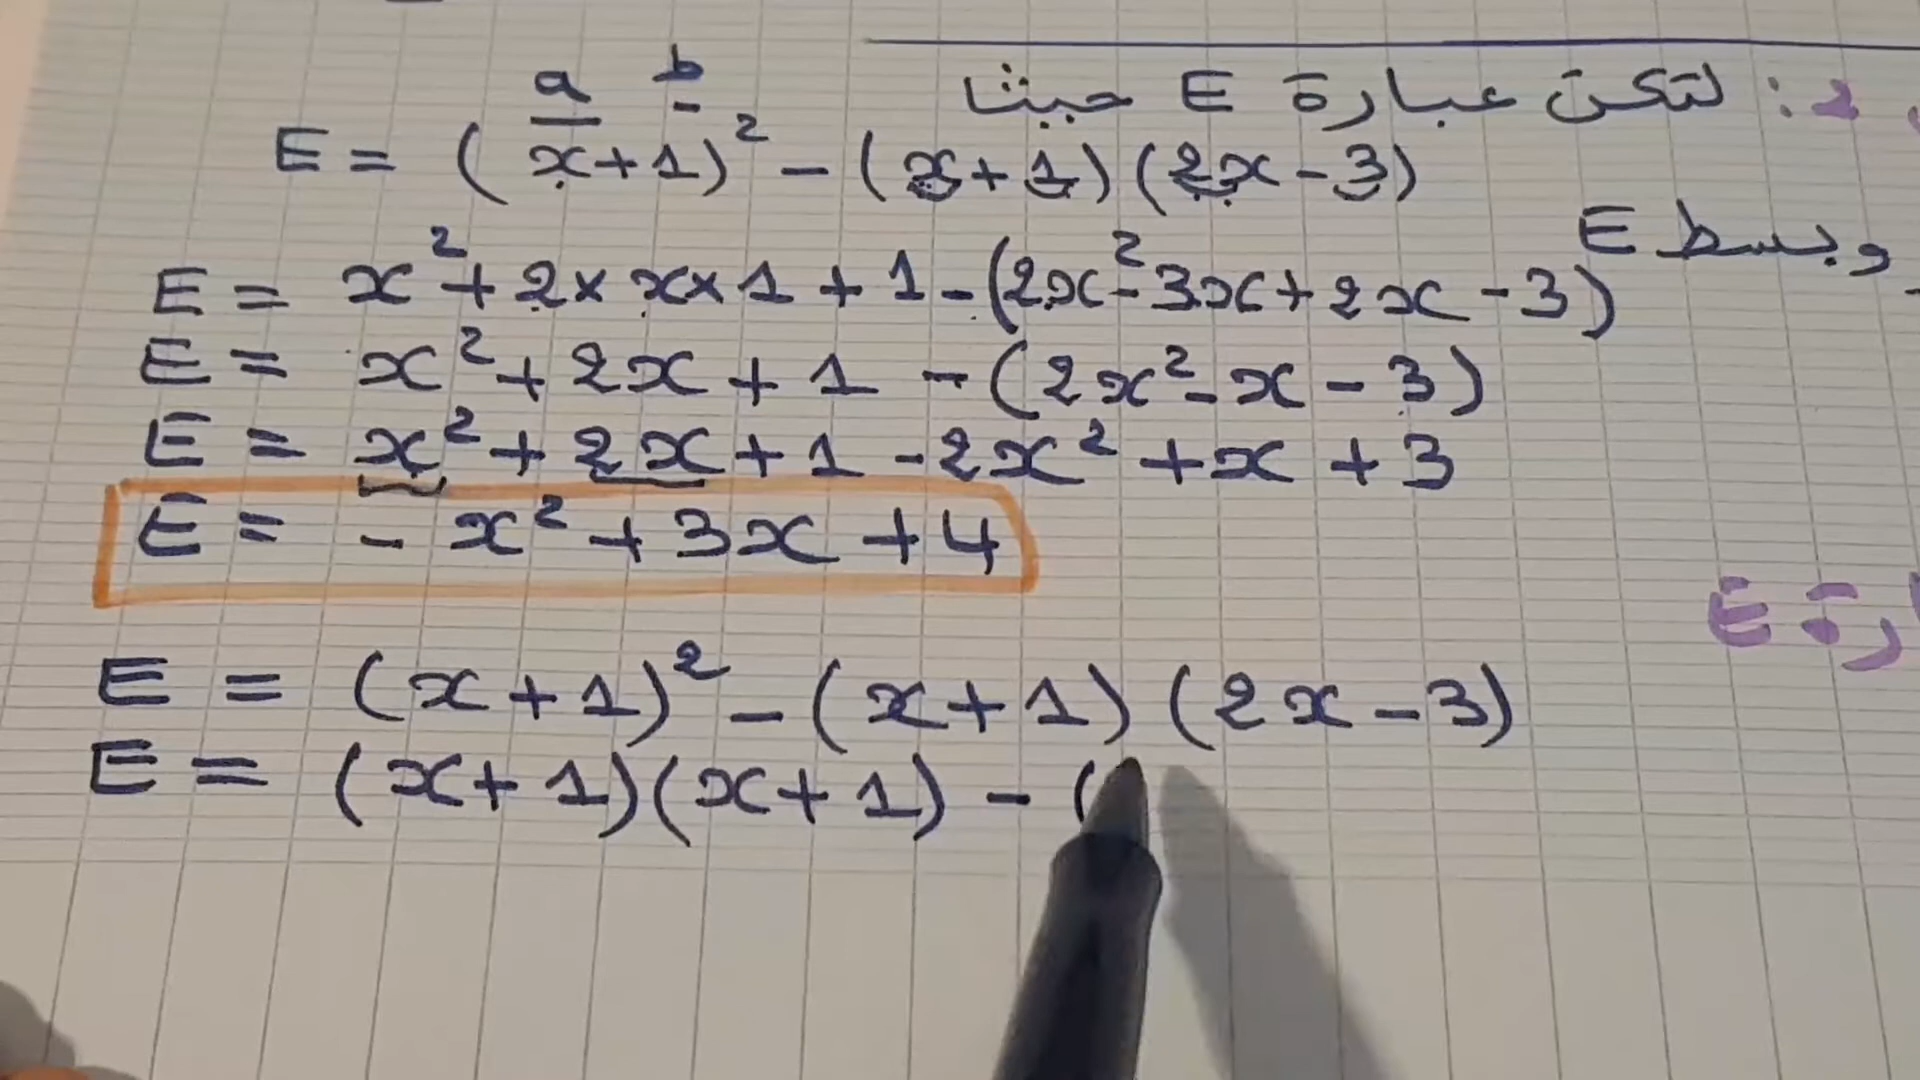 2 : لتكن عبارة E حيث
a b
E = (x+1)² - (x+1)(2x-3)
وبسط E
E = x² + 2 × x × 1 + 1 - (2x² - 3x + 2x - 3)
E = x² + 2x + 1 - (2x² - x - 3)
E = x² + 2x + 1 - 2x² + x + 3
E = - x² + 3x + 4
E
E = (x+1)² - (x+1)(2x-3)
E = (x+1)(x+1) - (